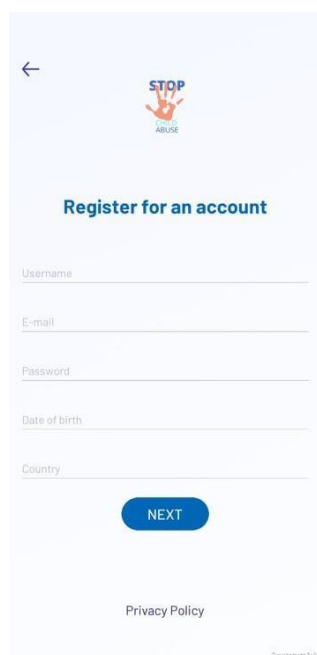 STOP
CHILD
ABUSE
Register for an account
Username
E-mail
Password
Date of birth
Country
NEXT
Privacy Policy